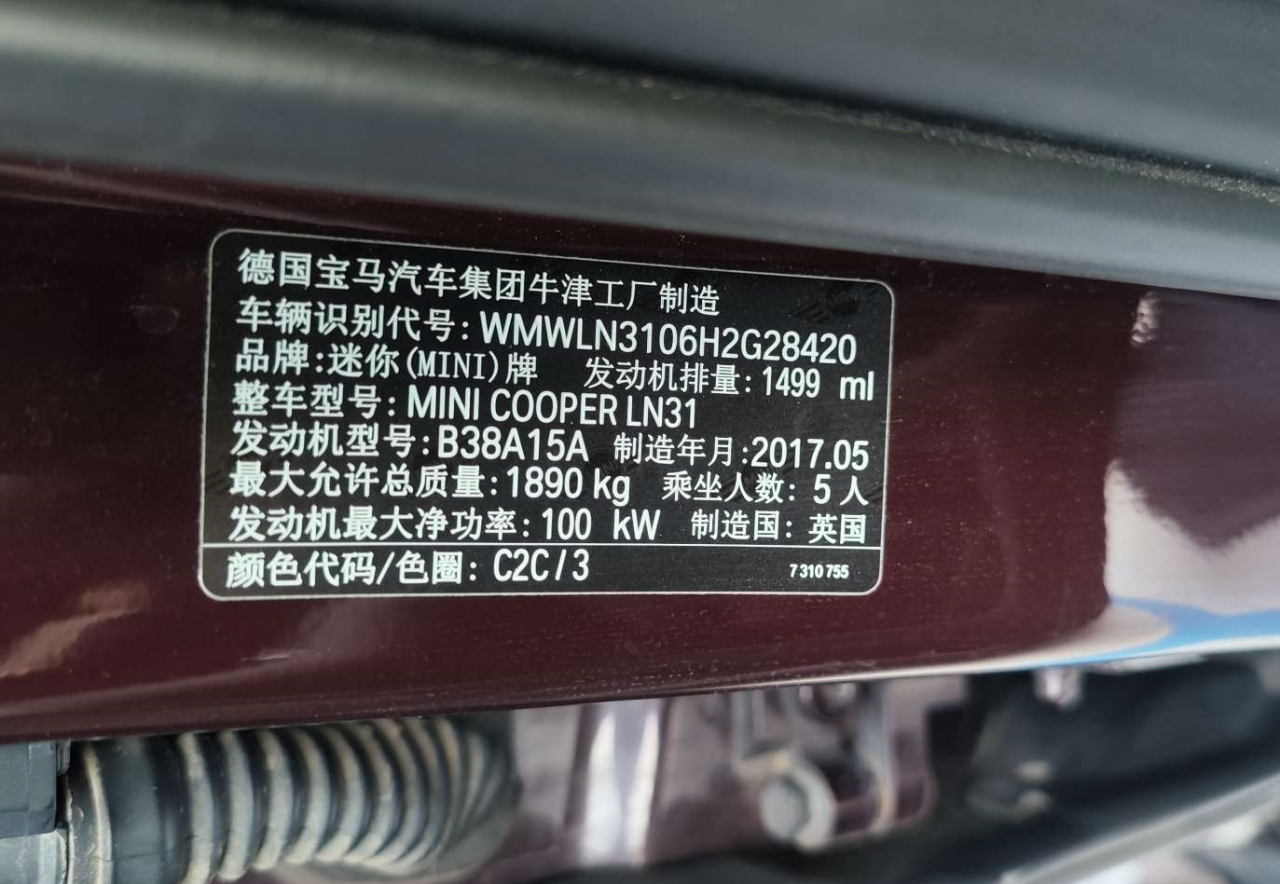 德国宝马汽车集团牛津工厂制造
车辆识别代号: WMWLN3106H2G28420
品牌: 迷你(MINI)牌 发动机排量: 1499 ml
整车型号: MINI COOPER LN31
发动机型号: B38A15A 制造年月: 2017.05
最大允许总质量: 1890 kg 乘坐人数: 5 人
发动机最大净功率: 100 kW 制造国: 英国
颜色代码/色圈: C2C / 3 7 310 755